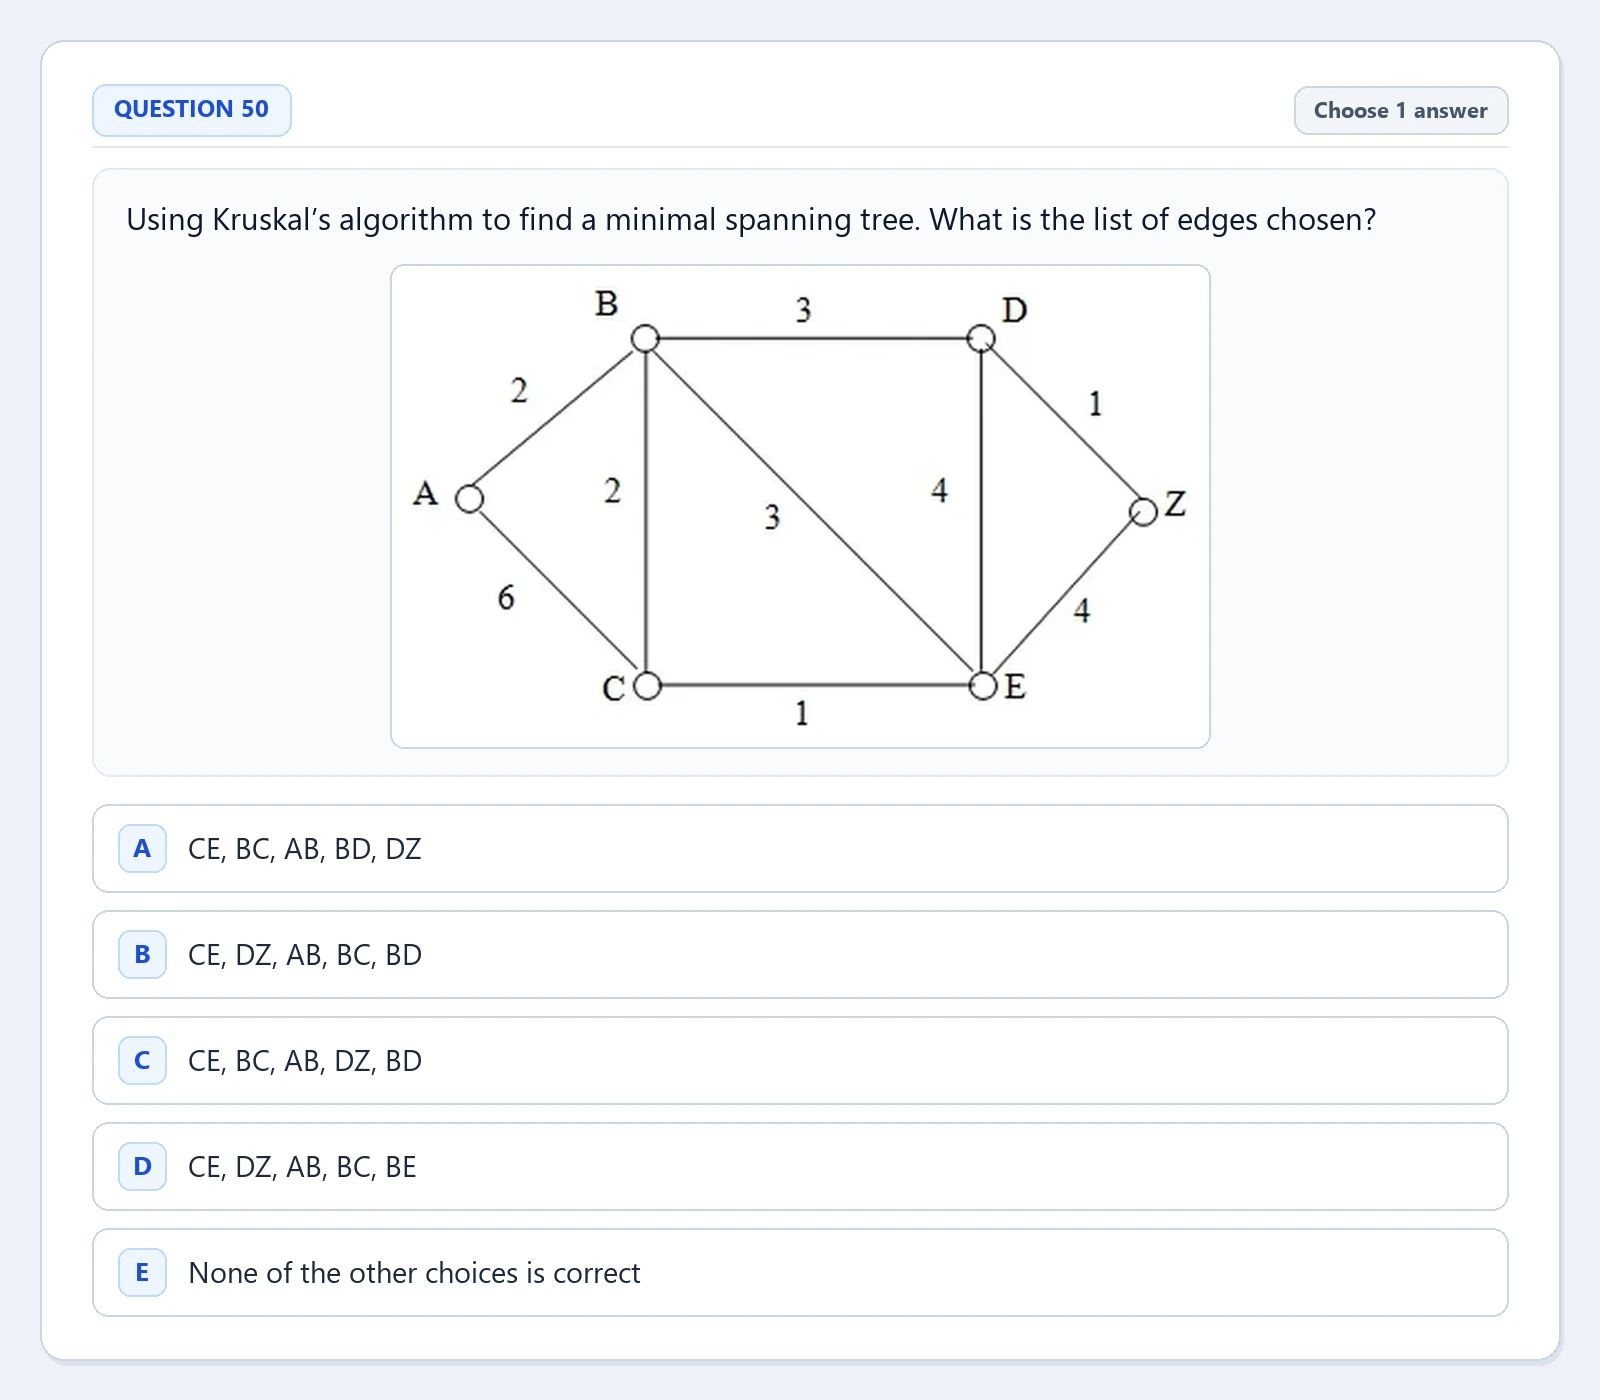 QUESTION 50
Choose 1 answer
Using Kruskal’s algorithm to find a minimal spanning tree. What is the list of edges chosen?
B
3
D
2
1
A
2
3
4
Z
6
4
C
E
1
A
CE, BC, AB, BD, DZ
B
CE, DZ, AB, BC, BD
C
CE, BC, AB, DZ, BD
D
CE, DZ, AB, BC, BE
E
None of the other choices is correct